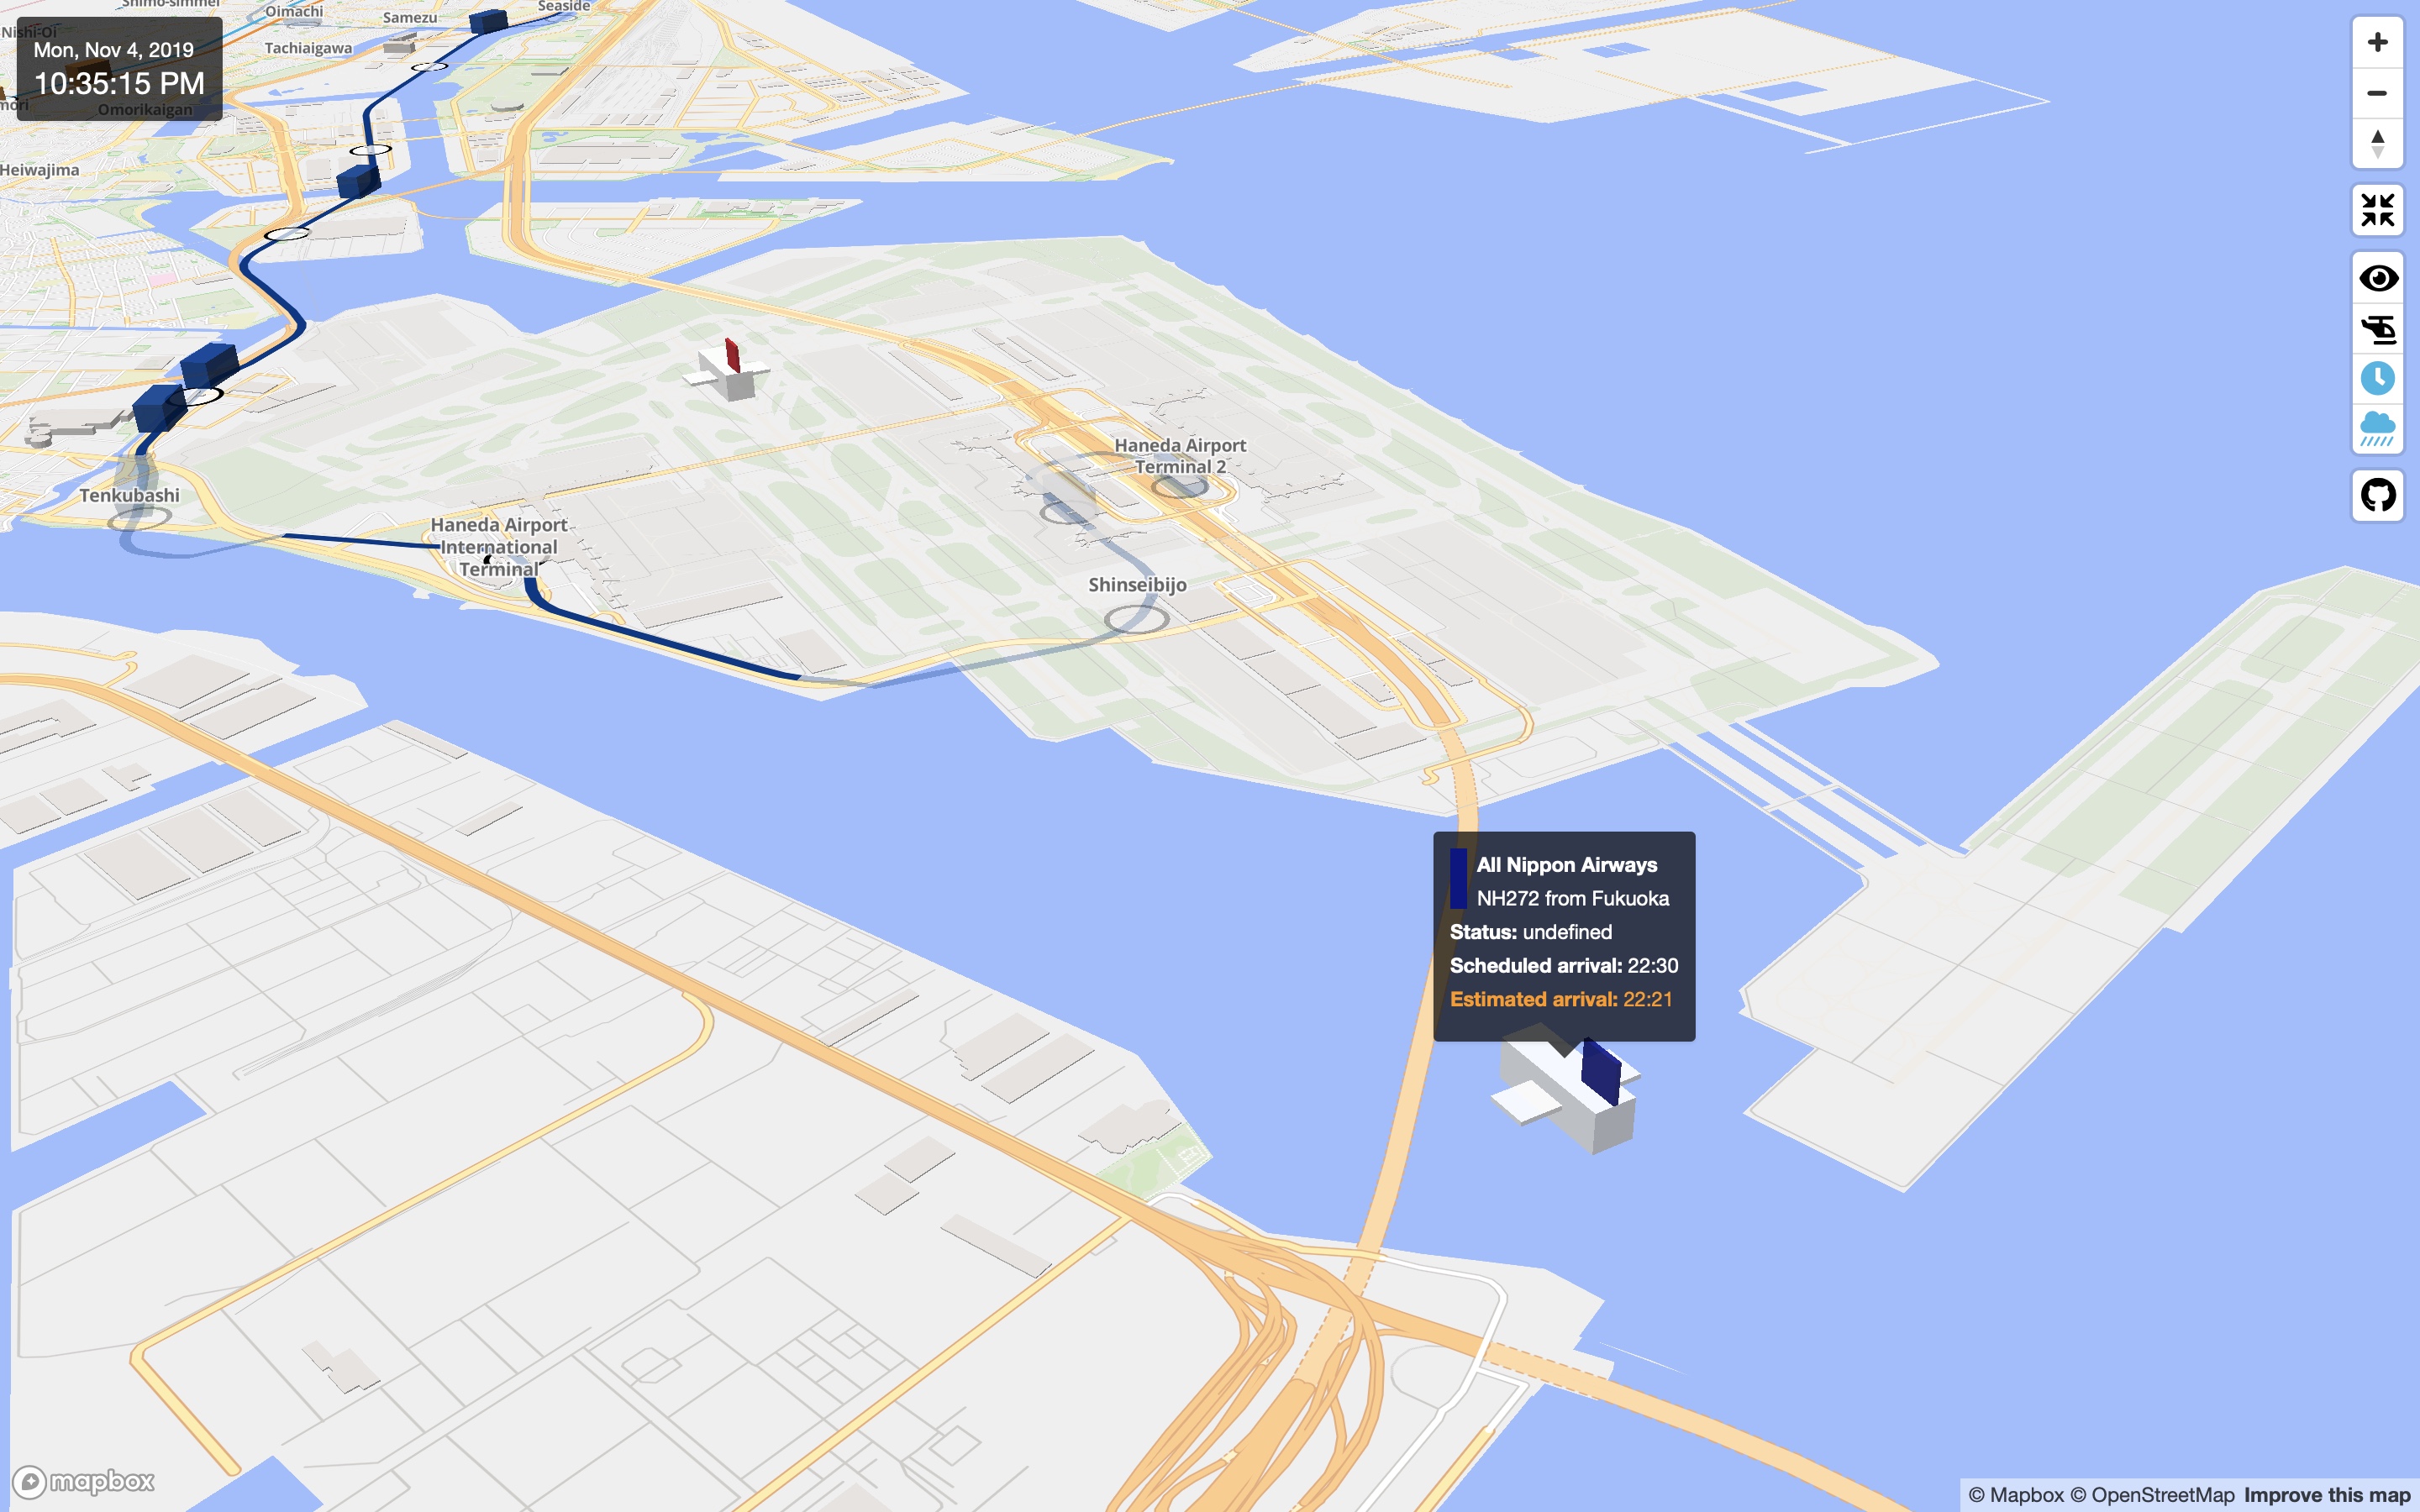 Shimo-shimmei
Oimachi
Samezu
Seaside
Nishi-Oi
Mon, Nov 4, 2019
Tachiaigawa
10:35:15 PM
Omorikaigan
Heiwajima
Haneda Airport
Terminal 2
Tenkubashi
Haneda Airport
International
Terminal
Shinseibijo
All Nippon Airways
NH272 from Fukuoka
Status: undefined
Scheduled arrival: 22:30
Estimated arrival: 22:21
mapbox
© Mapbox © OpenStreetMap Improve this map